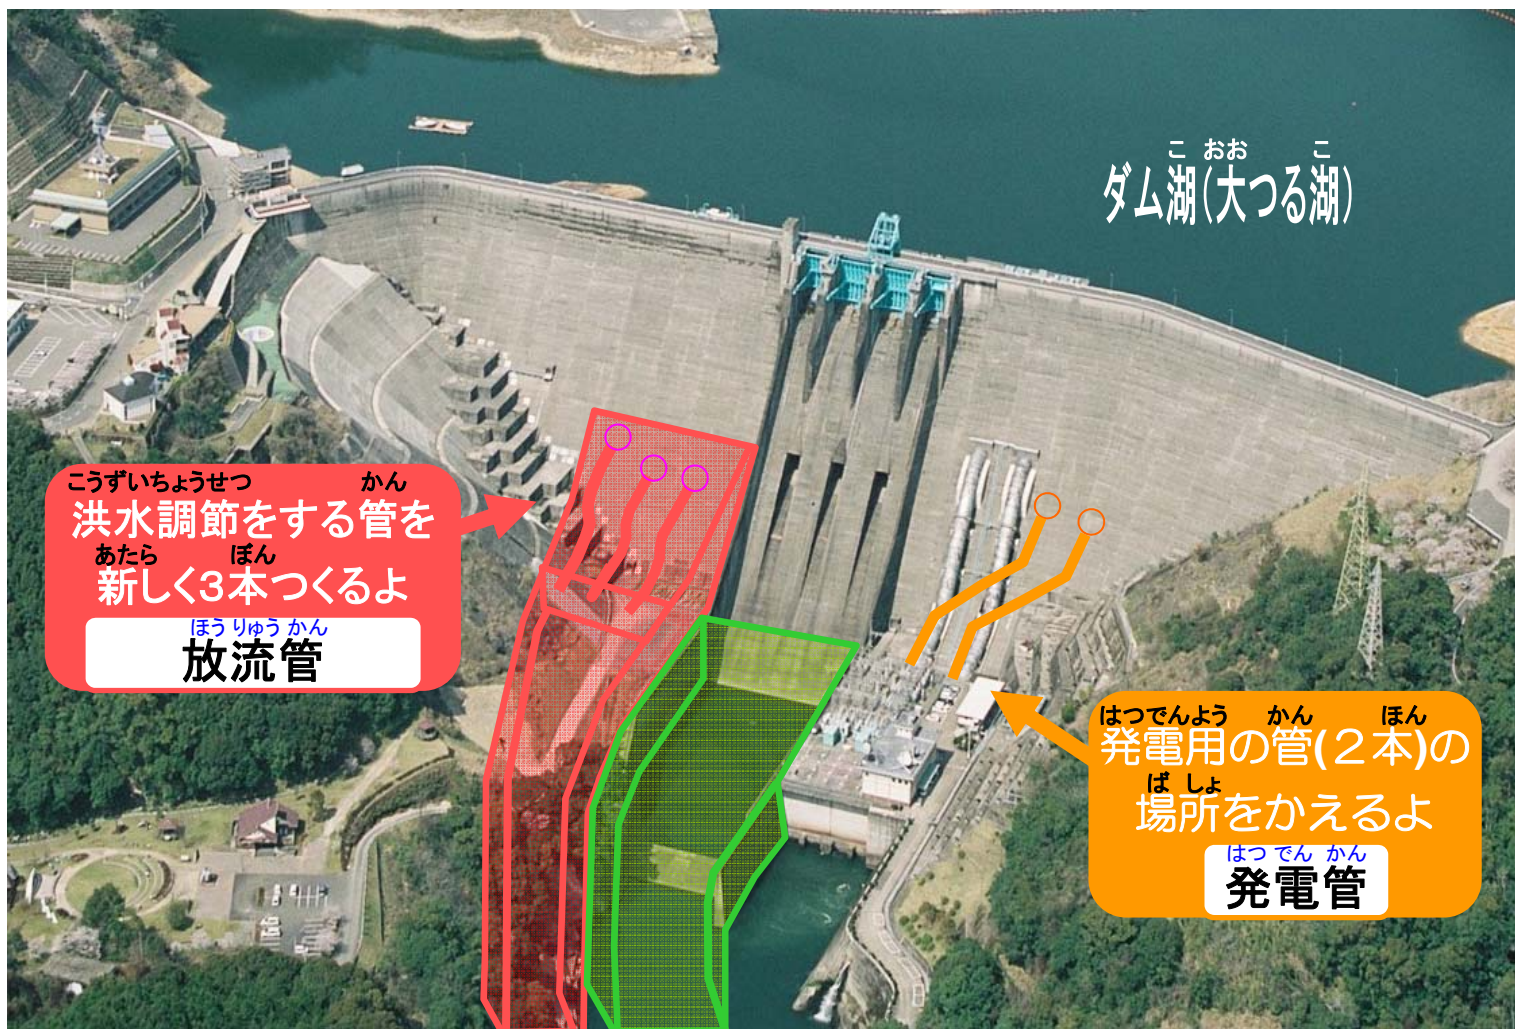 こ おお こ
ダム湖(大つる湖)
こうずいちょうせつ かん
洪水調節をする管を
あたら ぼん
新しく3本つくるよ
ほう りゅう かん
放流管
はつでんよう かん ほん
発電用の管(2本)の
ば しょ
場所をかえるよ
はつ でん かん
発電管